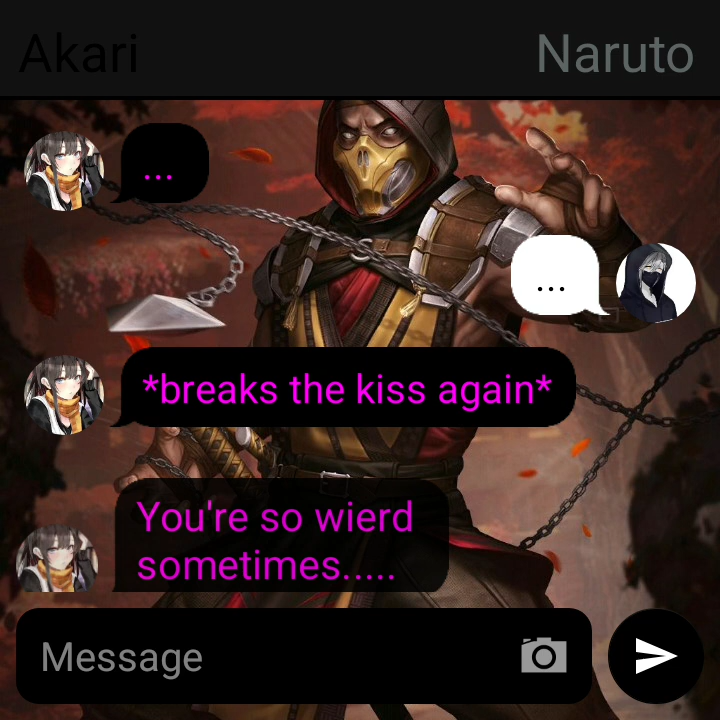 Akari
Naruto
...
...
*breaks the kiss again*
You're so wierd
sometimes.....
Message